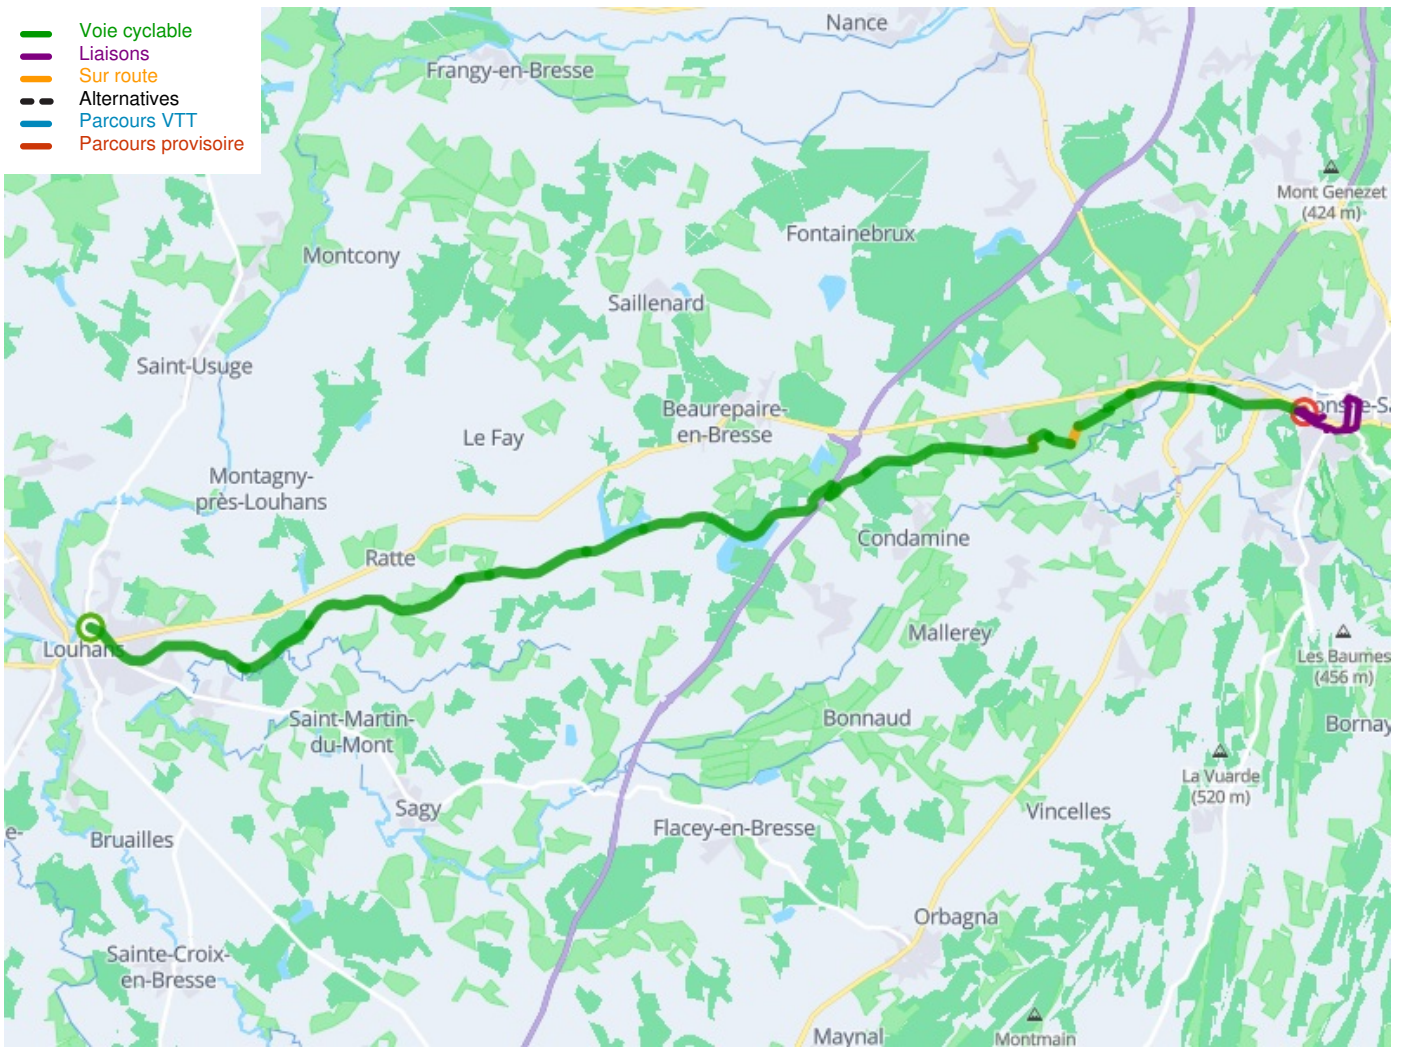 Voie cyclable
Liaisons
Sur route
Alternatives
Parcours VTT
Parcours provisoire
Nance
Frangy-en-Bresse
Mont Genezet
(424 m)
Fontainebrux
Montcony
Saillenard
Saint-Usuge
Beaurepaire-
en-Bresse
Le Fay
Montagny-
près-Louhans
Condamine
Ratte
Mallerey
Louhans
Les Baumes
(456 m)
Saint-Martin-
du-Mont
Bonnaud
Bornay
La Vuarde
(520 m)
Sagy
Vincelles
Flacey-en-Bresse
e-
Bruailles
Orbagna
Sainte-Croix-
en-Bresse
Maynal
Montmain